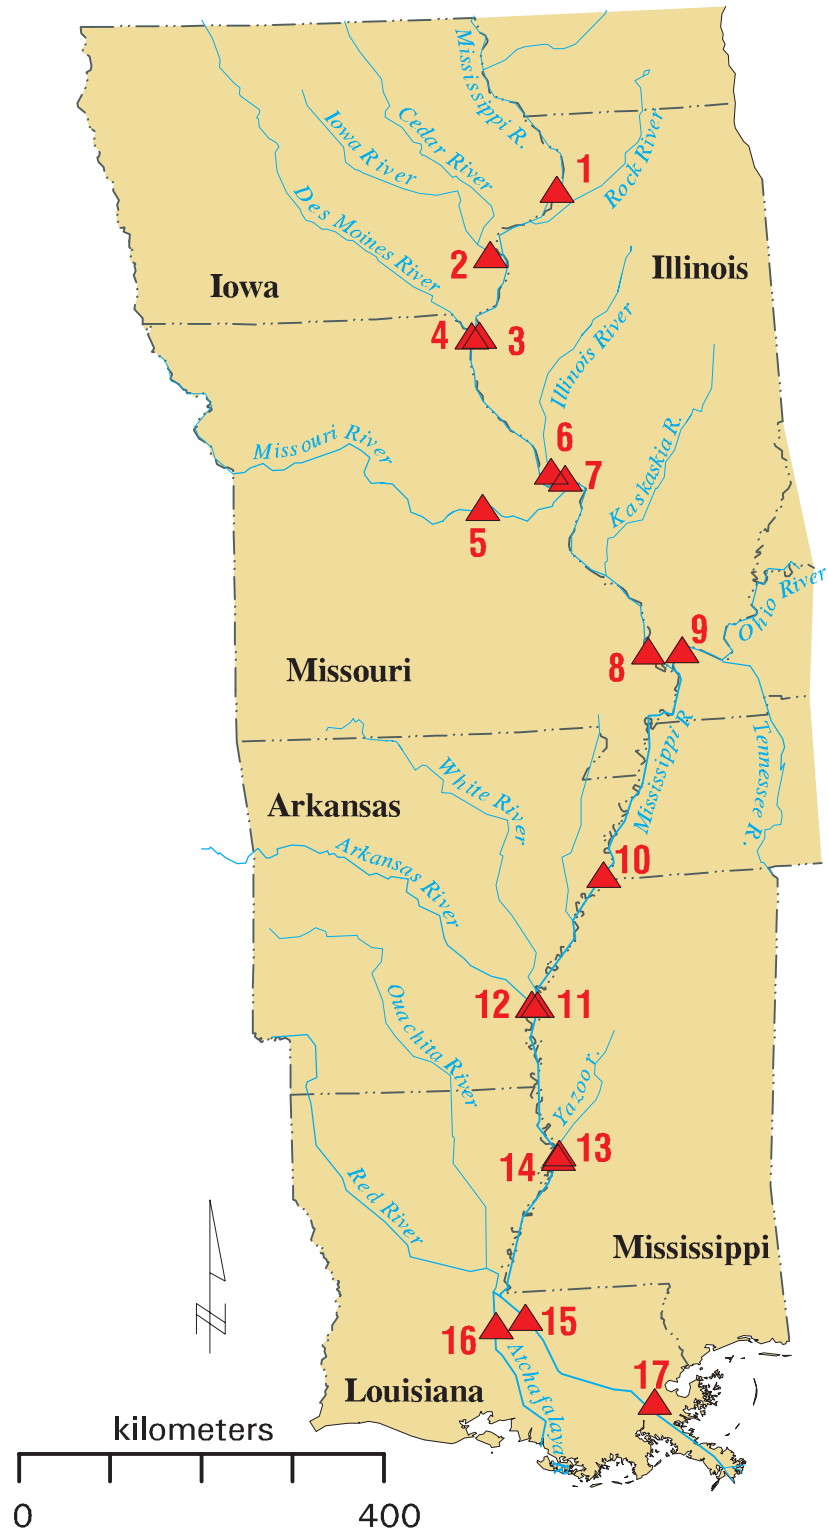 Mississippi R.
Cedar River
Iowa River
Rock River
1
Des Moines River
2
Illinois
Iowa
4
3
Illinois River
Missouri River
6
7
Kaskaskia R.
5
Ohio River
9
8
Missouri
Mississippi R
Tennessee R.
White River
Arkansas
Arkansas River
10
12
11
Ouachita River
Yazoo r.
13
14
Red River
Mississippi
15
16
Atchafalaya R
17
Louisiana
kilometers
0
400